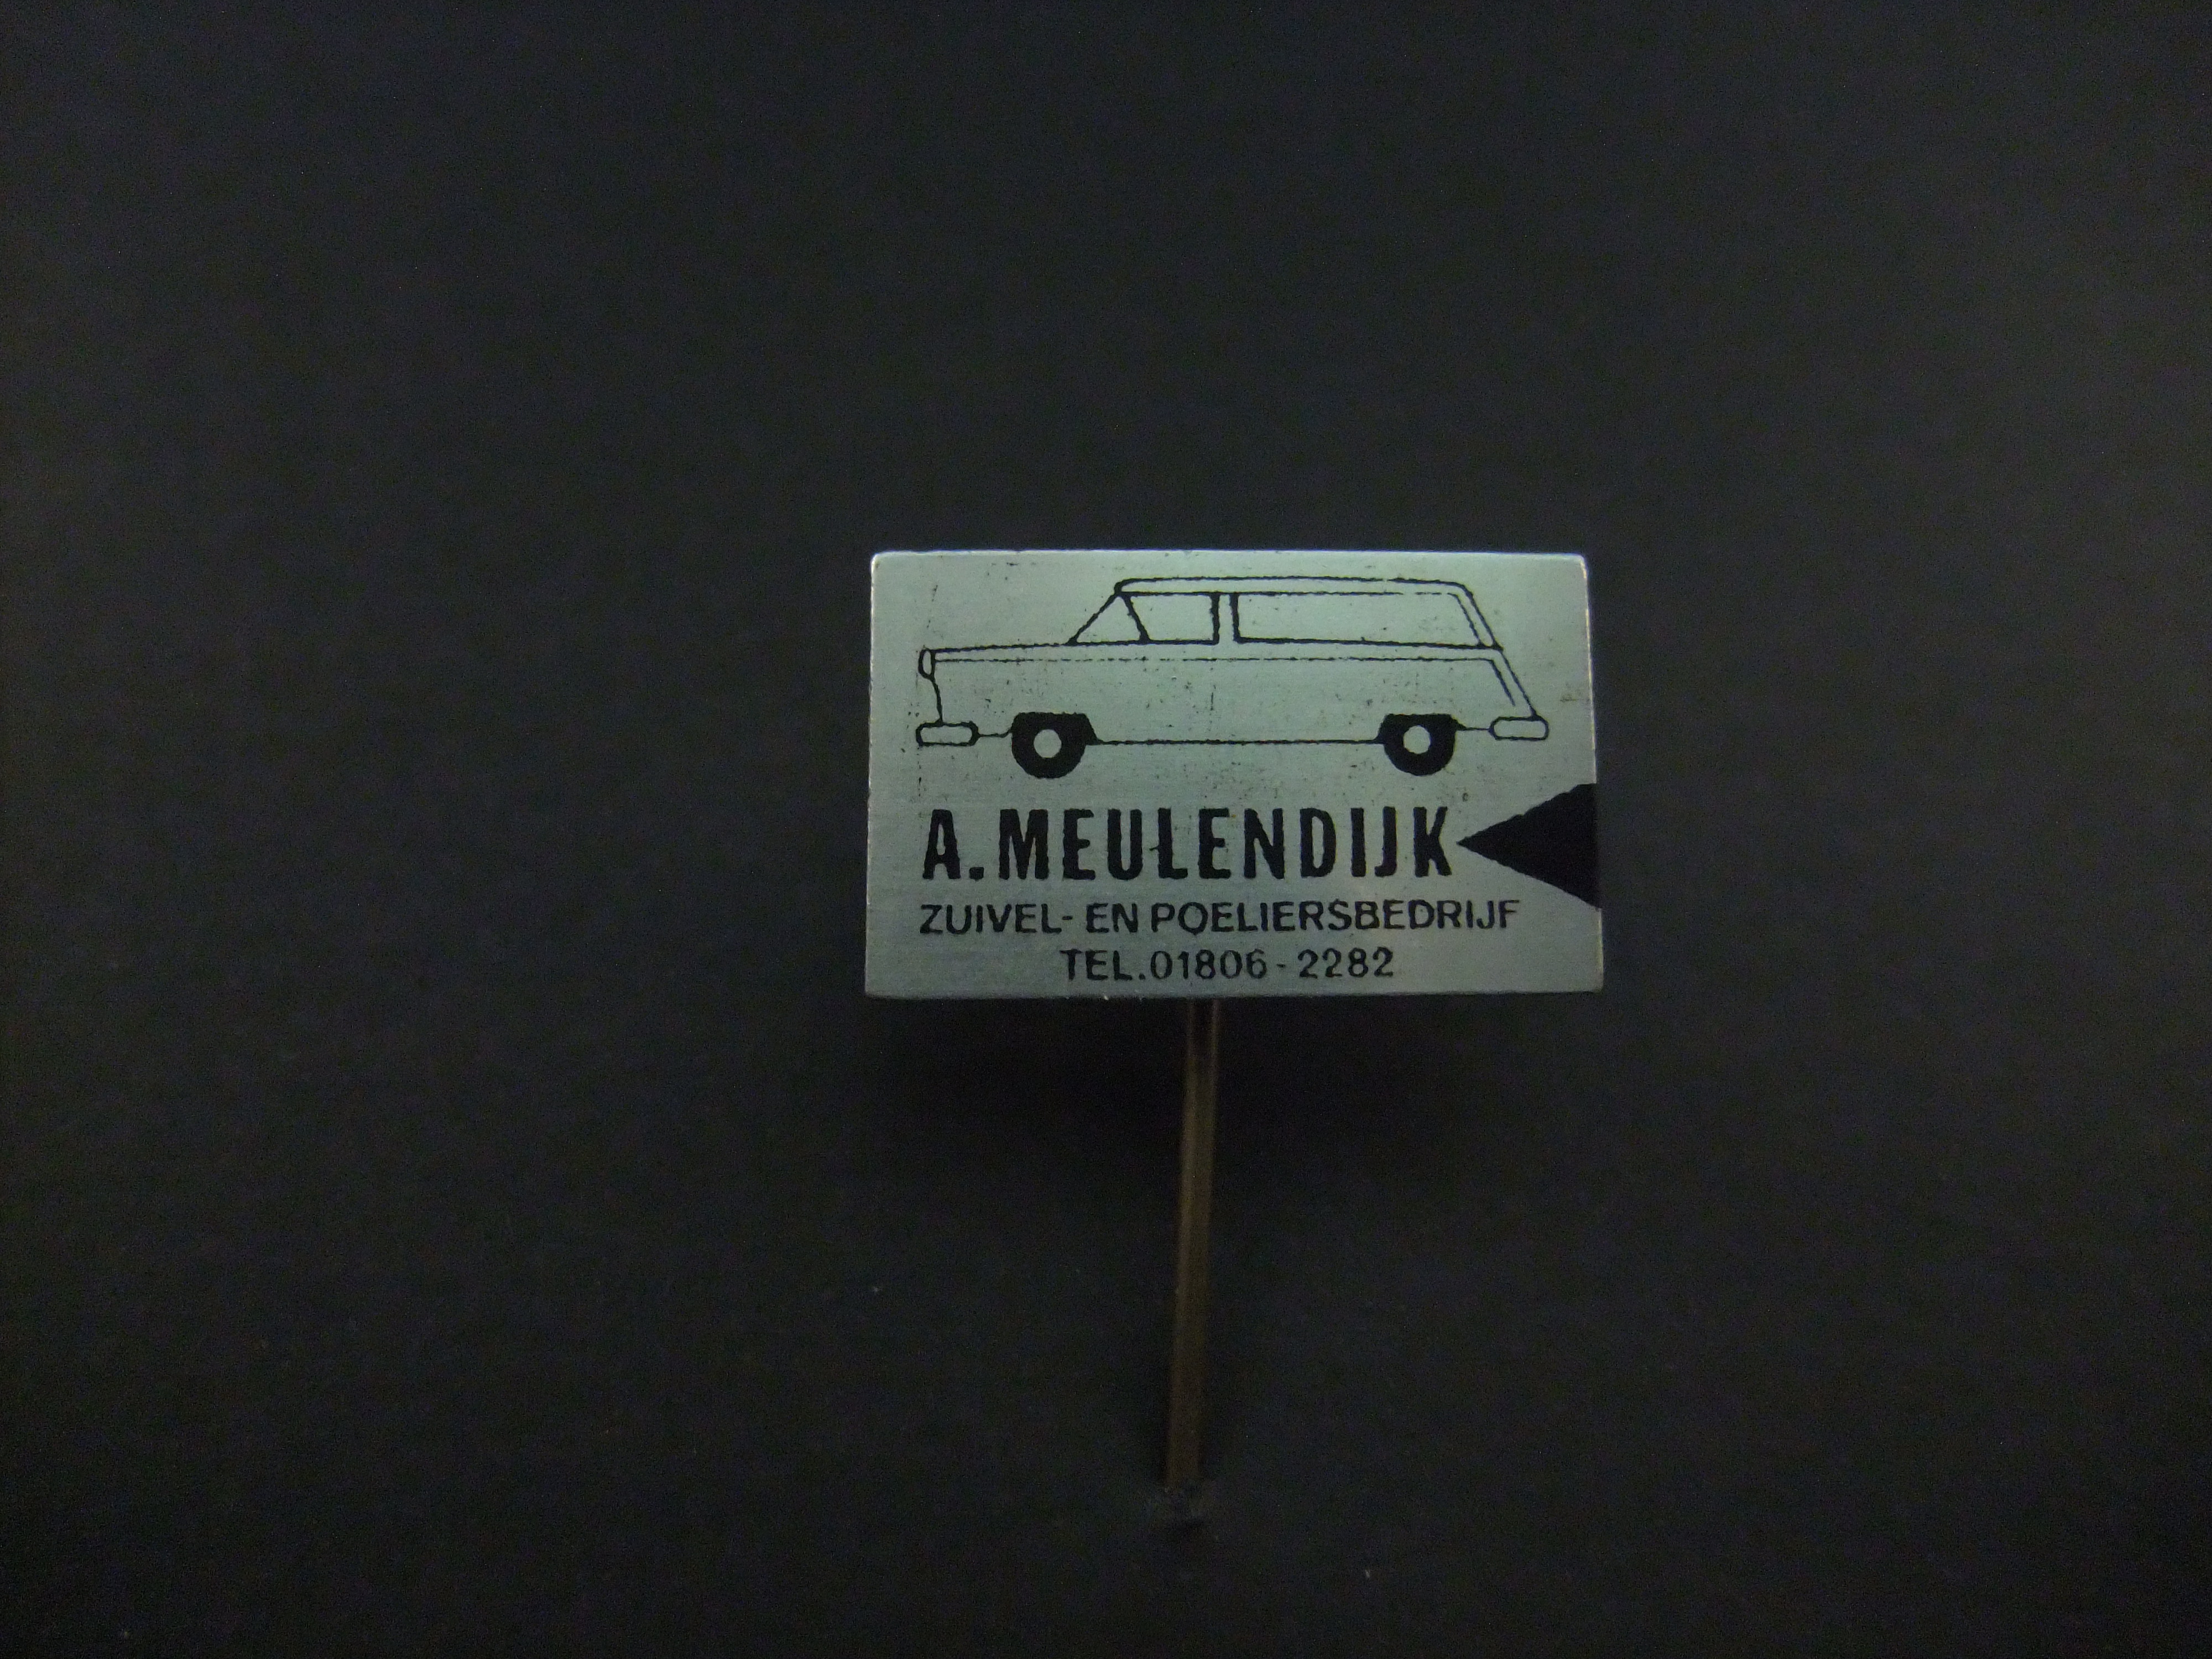 A. MEULENDIJK
ZUIVEL- EN POELIERSBEDRIJF
TEL. 01806-2282